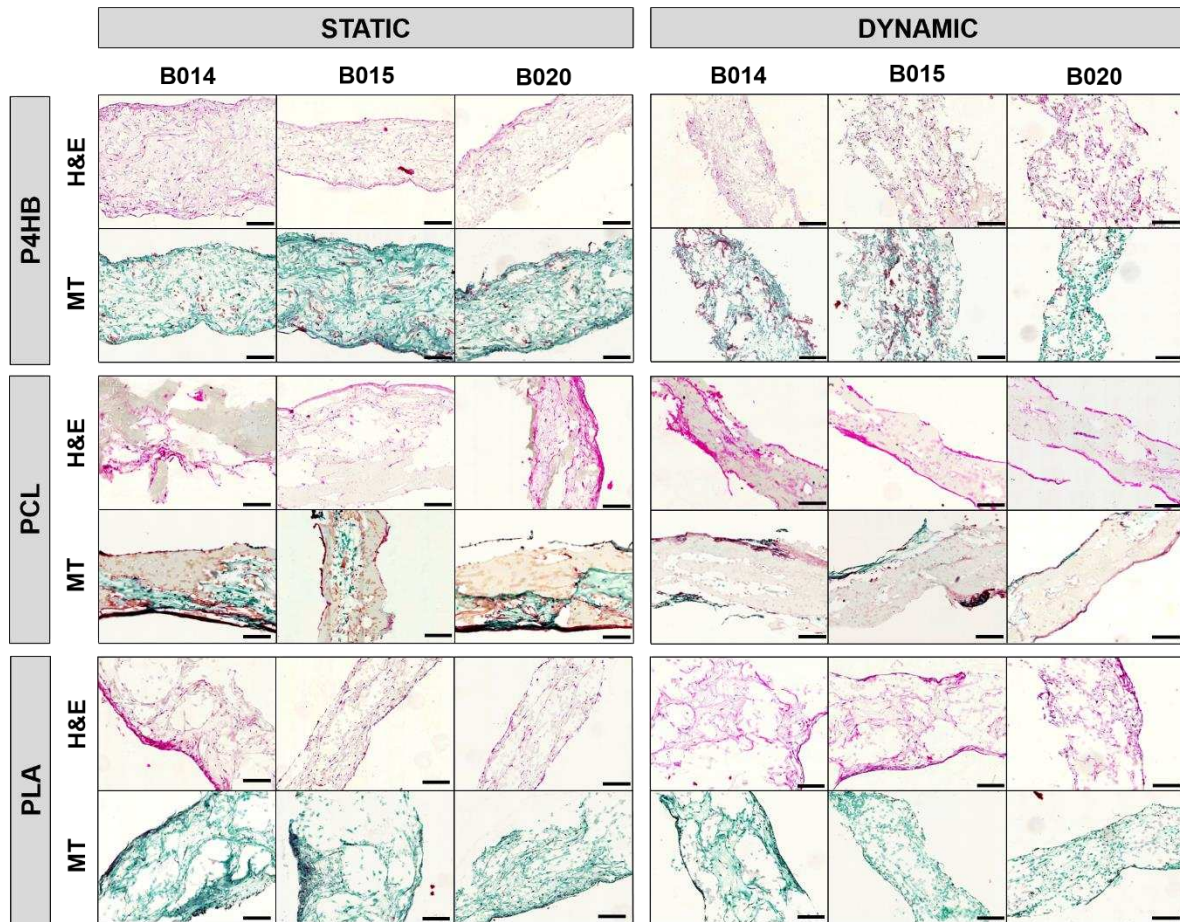 STATIC DYNAMIC
B014 B015 B020 B014 B015 B020
P4HB
H&E
MT
PCL
H&E
MT
PLA
H&E
MT